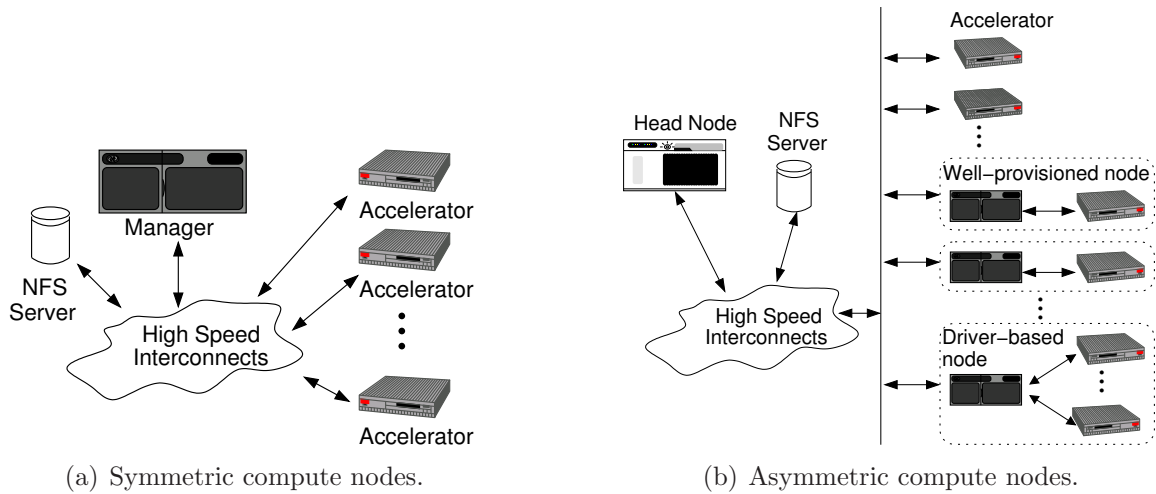 Manager
NFS
Server
High Speed
Interconnects
Accelerator
Accelerator
Accelerator
(a) Symmetric compute nodes.
Head Node
NFS
Server
High Speed
Interconnects
Accelerator
Well–provisioned node
Driver–based
node
(b) Asymmetric compute nodes.